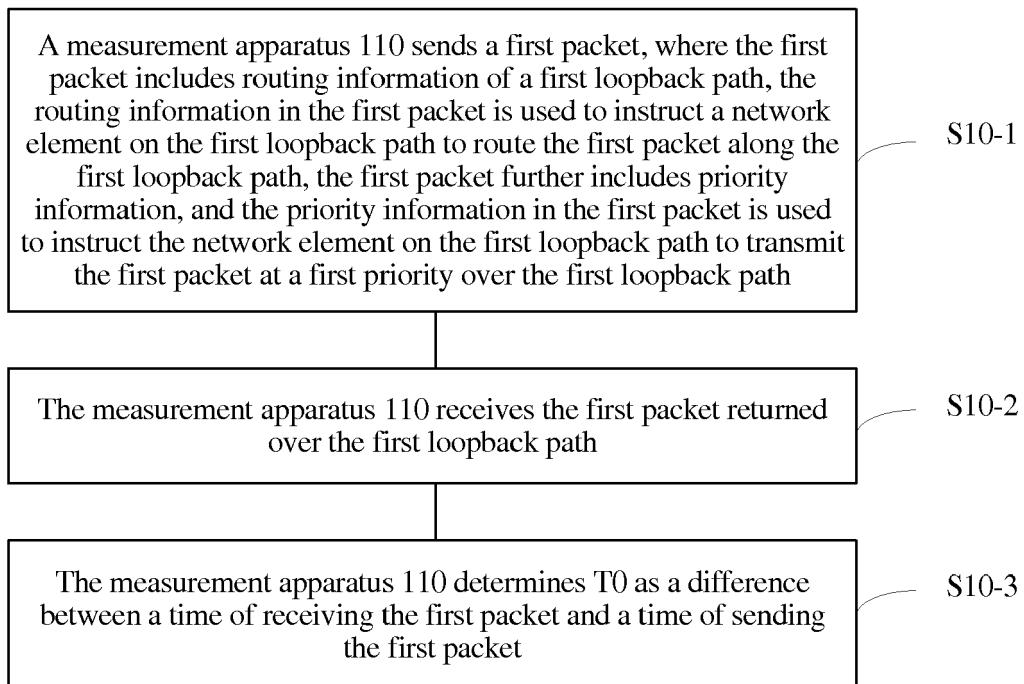 A measurement apparatus 110 sends a first packet, where the first
packet includes routing information of a first loopback path, the
routing information in the first packet is used to instruct a network
element on the first loopback path to route the first packet along the
first loopback path, the first packet further includes priority
information, and the priority information in the first packet is used
to instruct the network element on the first loopback path to transmit
the first packet at a first priority over the first loopback path
S10-1
The measurement apparatus 110 receives the first packet returned
over the first loopback path
S10-2
The measurement apparatus 110 determines T0 as a difference
between a time of receiving the first packet and a time of sending
the first packet
S10-3